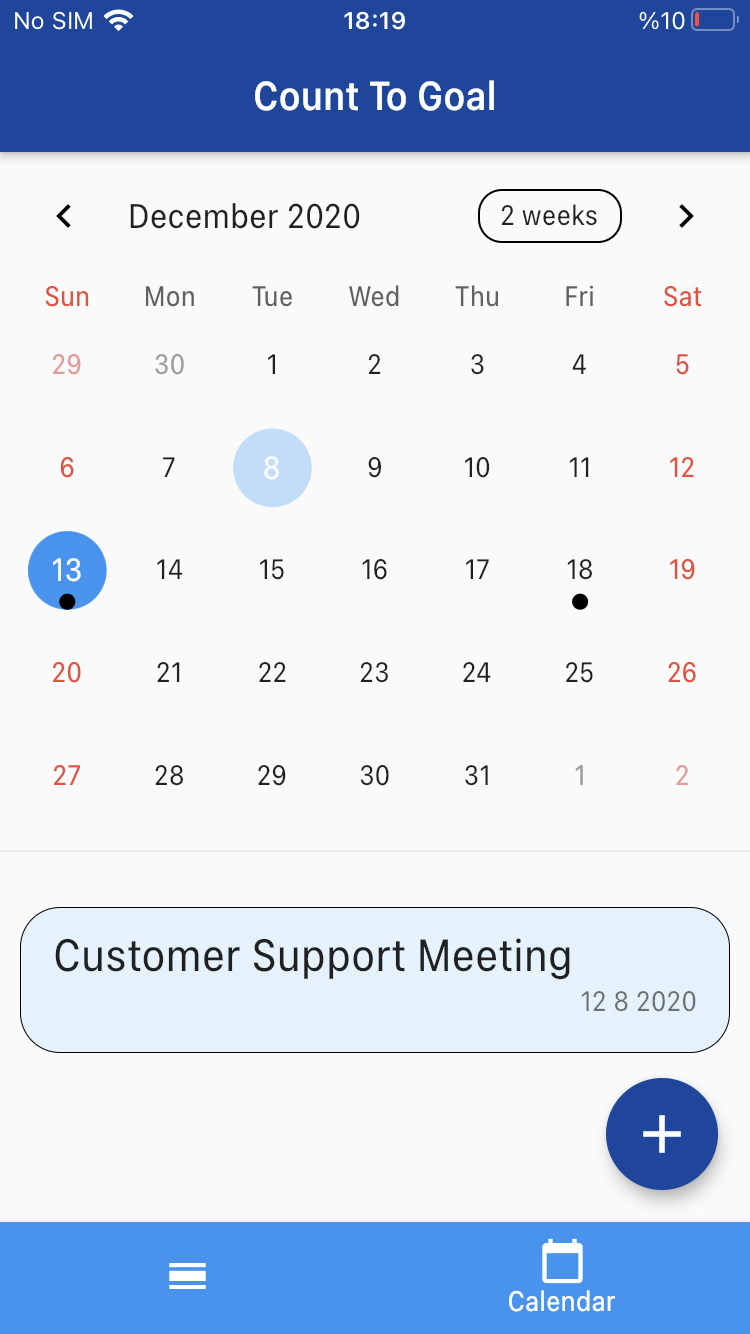 No SIM 18:19 %10
Count To Goal
December 2020 2 weeks
Sun Mon Tue Wed Thu Fri Sat
29 30 1 2 3 4 5
6 7 8 9 10 11 12
13 14 15 16 17 18 19
20 21 22 23 24 25 26
27 28 29 30 31 1 2
Customer Support Meeting
12 8 2020
Calendar